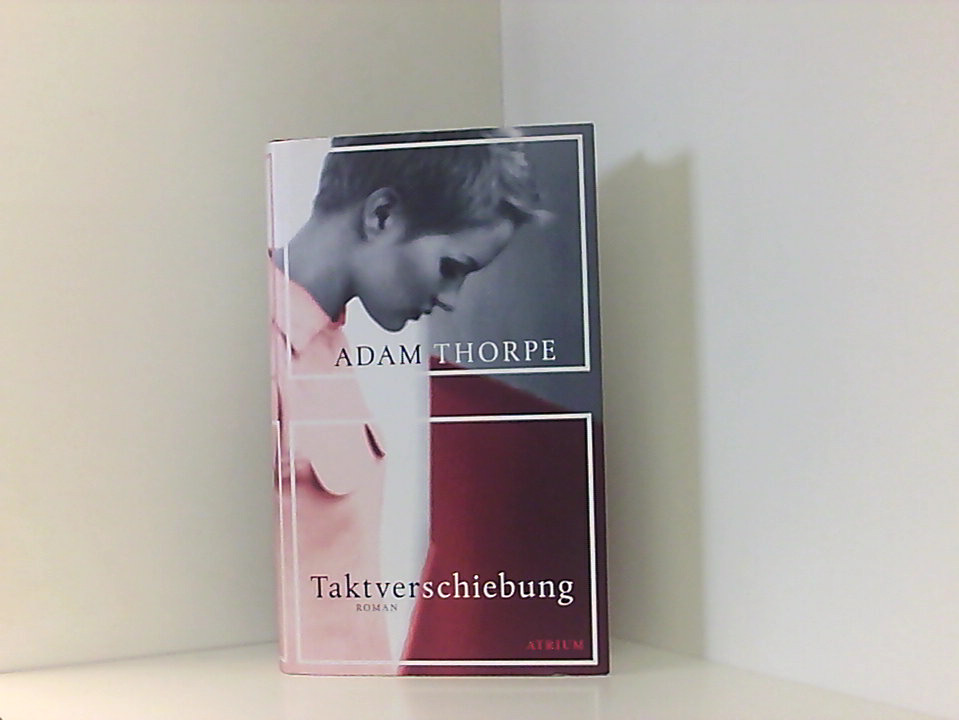 ADAM THORPE
Taktverschiebung
ROMAN
ATRIUM